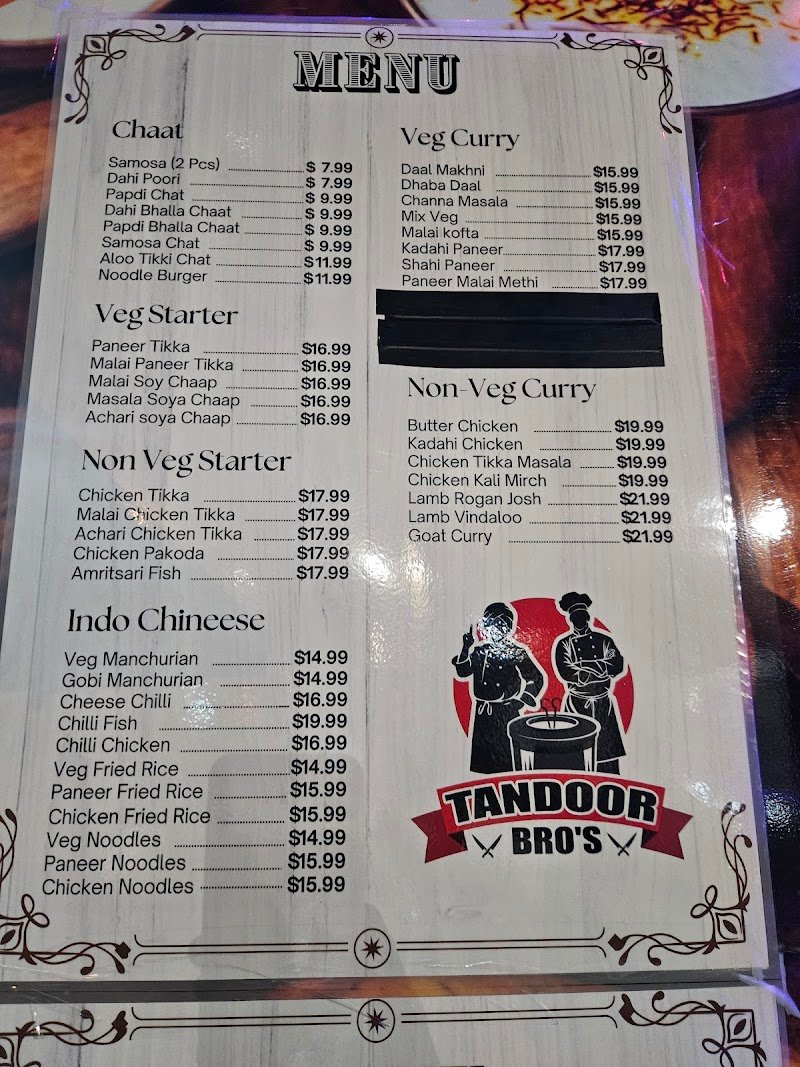 MENU
Chaat
Samosa (2 Pcs) $ 7.99
Dahi Poori $ 7.99
Papdi Chat $ 9.99
Dahi Bhalla Chaat $ 9.99
Papdi Bhalla Chaat $ 9.99
Samosa Chat $ 9.99
Aloo Tikki Chat $11.99
Noodle Burger $11.99
Veg Starter
Paneer Tikka $16.99
Malai Paneer Tikka $16.99
Malai Soy Chaap $16.99
Masala Soya Chaap $16.99
Achari soya Chaap $16.99
Non Veg Starter
Chicken Tikka $17.99
Malai Chicken Tikka $17.99
Achari Chicken Tikka $17.99
Chicken Pakoda $17.99
Amritsari Fish $17.99
Indo Chineese
Veg Manchurian $14.99
Gobi Manchurian $14.99
Cheese Chilli $16.99
Chilli Fish $19.99
Chilli Chicken $16.99
Veg Fried Rice $14.99
Paneer Fried Rice $15.99
Chicken Fried Rice $15.99
Veg Noodles $14.99
Paneer Noodles $15.99
Chicken Noodles $15.99
Veg Curry
Daal Makhni $15.99
Dhaba Daal $15.99
Channa Masala $15.99
Mix Veg $15.99
Malai kofta $15.99
Kadahi Paneer $17.99
Shahi Paneer $17.99
Paneer Malai Methi $17.99
Non-Veg Curry
Butter Chicken $19.99
Kadahi Chicken $19.99
Chicken Tikka Masala $19.99
Chicken Kali Mirch $19.99
Lamb Rogan Josh $21.99
Lamb Vindaloo $21.99
Goat Curry $21.99
TANDOOR
BRO'S